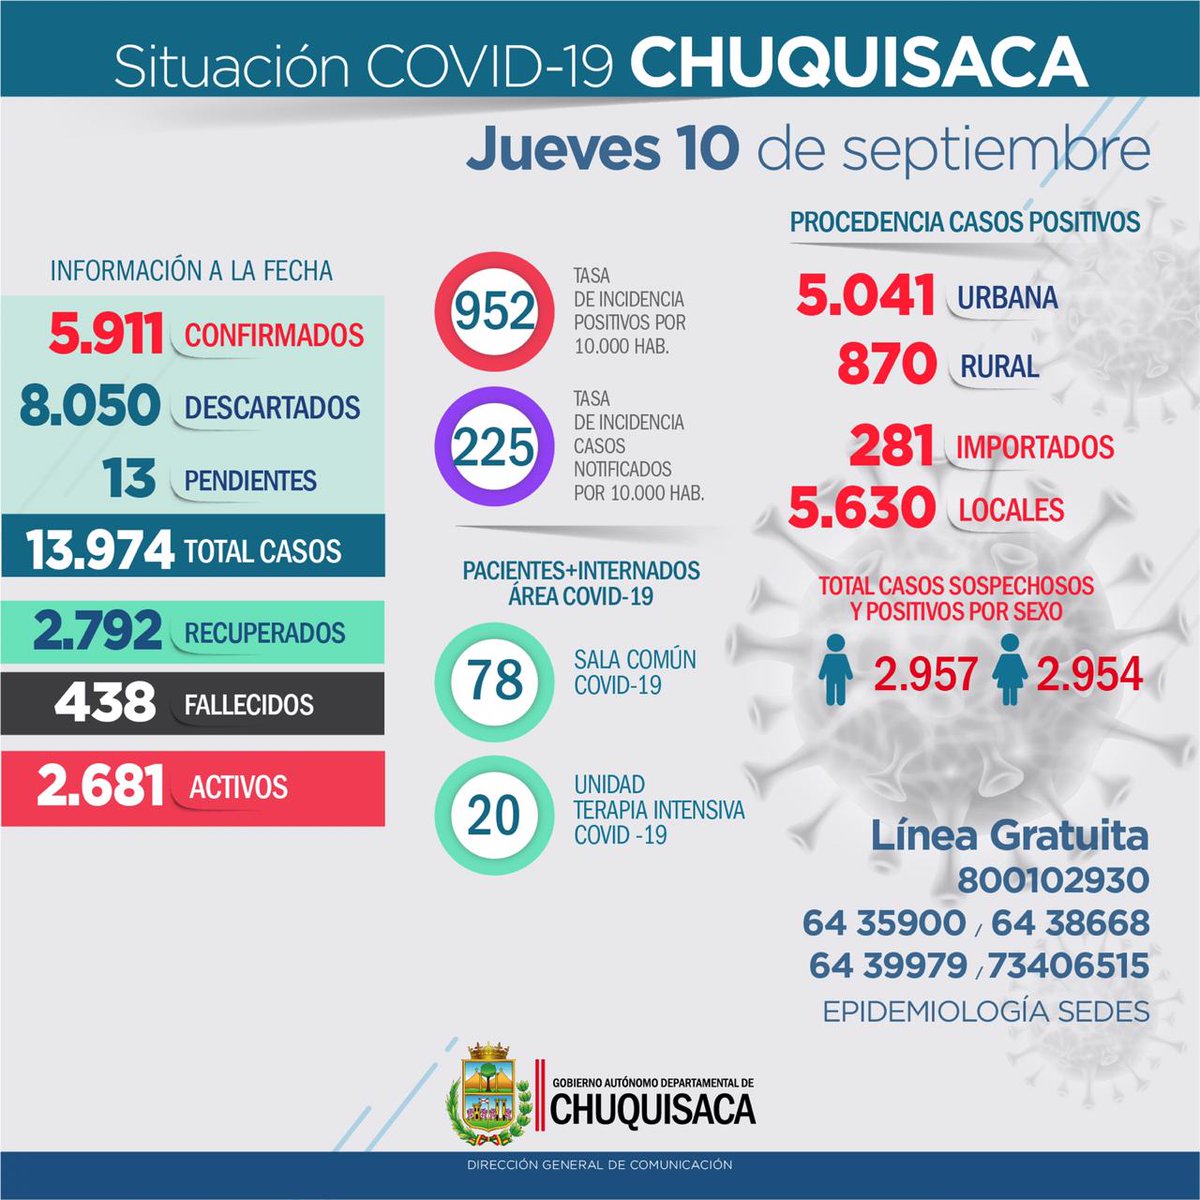 Situación COVID-19 CHUQUISACA
Jueves 10 de septiembre
INFORMACIÓN A LA FECHA
5.911 CONFIRMADOS
8.050 DESCARTADOS
13 PENDIENTES
13.974 TOTAL CASOS
2.792 RECUPERADOS
438 FALLECIDOS
2.681 ACTIVOS
952
TASA
DE INCIDENCIA
POSITIVOS POR
10.000 HAB.
225
TASA
DE INCIDENCIA
CASOS
NOTIFICADOS
POR 10.000 HAB.
PACIENTES+INTERNADOS
ÁREA COVID-19
78
SALA COMÚN
COVID-19
20
UNIDAD
TERAPIA INTENSIVA
COVID -19
PROCEDENCIA CASOS POSITIVOS
5.041 URBANA
870 RURAL
281 IMPORTADOS
5.630 LOCALES
TOTAL CASOS SOSPECHOSOS
Y POSITIVOS POR SEXO
2.957 2.954
Línea Gratuita
800102930
64 35900 / 64 38668
64 39979 / 73406515
EPIDEMIOLOGÍA SEDES
GOBIERNO AUTÓNOMO DEPARTAMENTAL DE
CHUQUISACA
DIRECCIÓN GENERAL DE COMUNICACIÓN